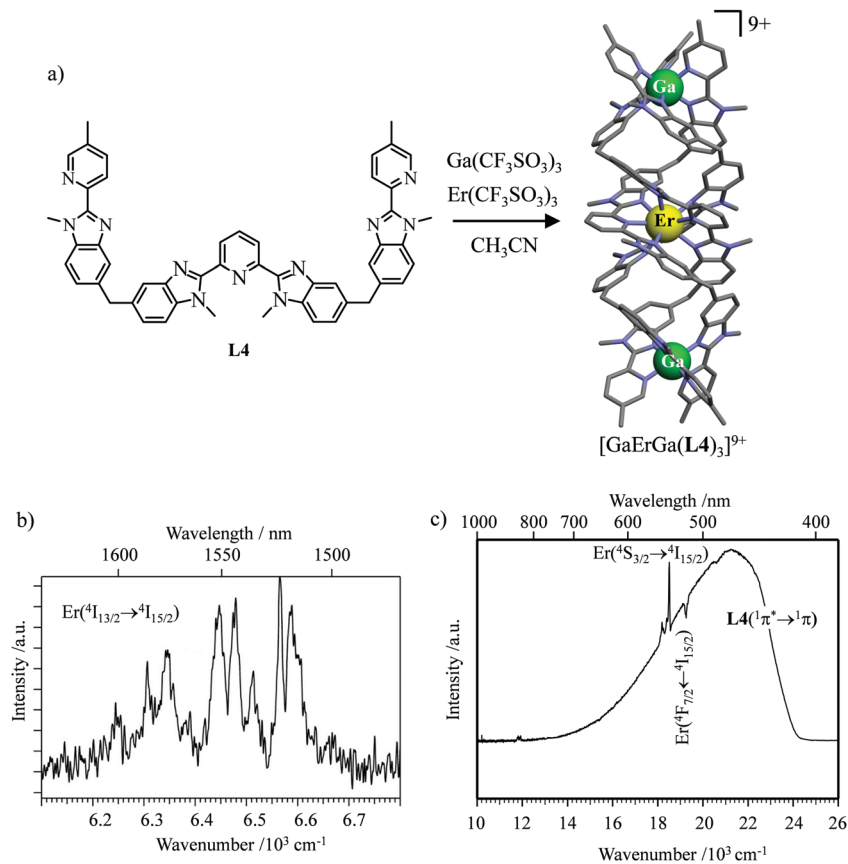 a)
9+
Ga
Er
Ga
N
N
N
N
N
N
N
N
N
N
N
L4
Ga(CF₃SO₃)₃
Er(CF₃SO₃)₃
CH₃CN
[GaErGa(L4)₃]⁹⁺
b)
Wavelength / nm
1600 1550 1500
Er(⁴I₁₃/₂→⁴I₁₅/₂)
Intensity /a.u.
6.2 6.3 6.4 6.5 6.6 6.7
Wavenumber /10³ cm⁻¹
c)
Wavelength /nm
1000 800 700 600 500 400
Er(⁴S₃/₂→⁴I₁₅/₂)
L4(¹π*→¹π)
Er(⁴F₇/₂←⁴I₁₅/₂)
Intensity /a.u.
10 12 14 16 18 20 22 24 26
Wavenumber /10³ cm⁻¹